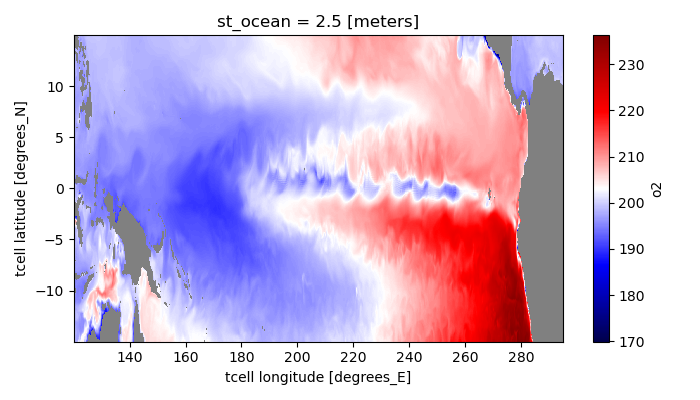 st_ocean = 2.5 [meters]
10
5
0
−5
−10
tcell latitude [degrees_N]
140 160 180 200 220 240 260 280
tcell longitude [degrees_E]
230
220
210
200
190
180
170
o2